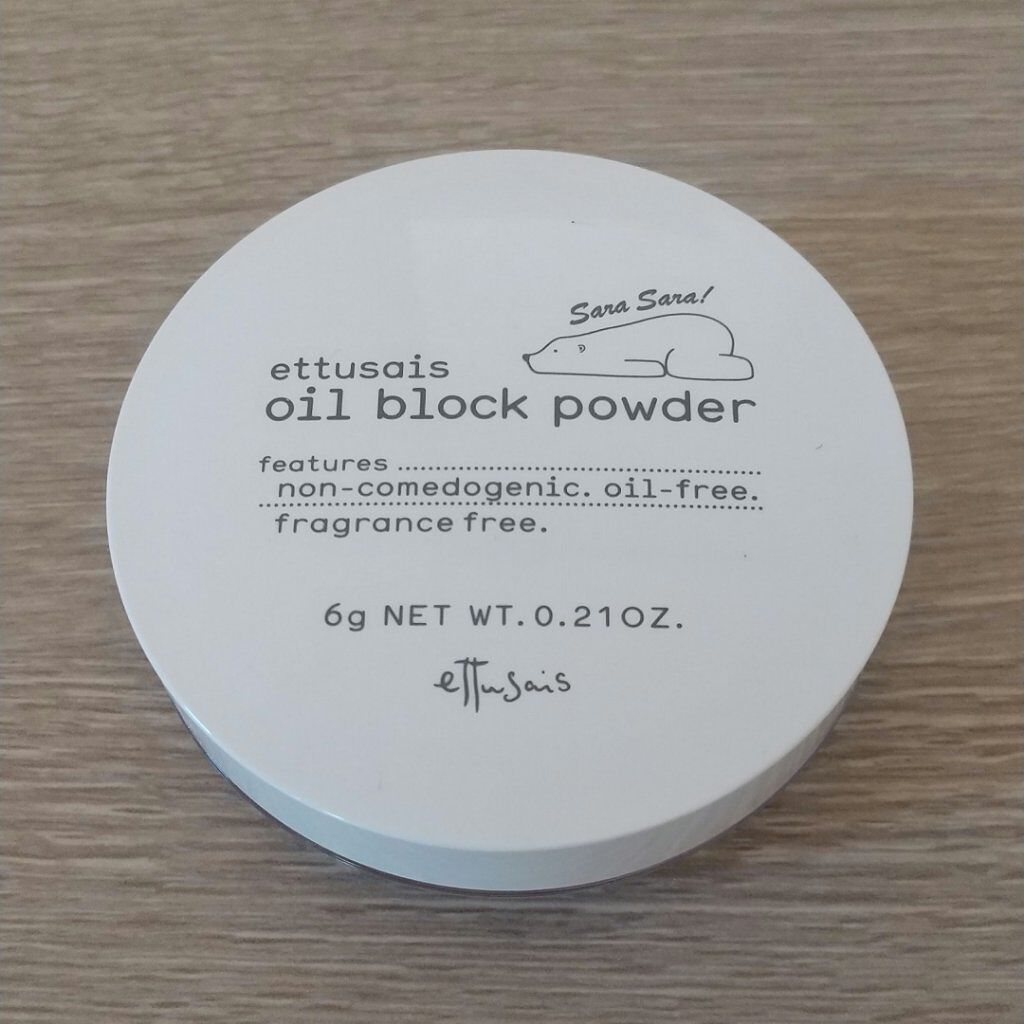 Sara Sara!
ettusais
oil block powder
features
non-comedogenic. oil-free.
fragrance free.
6g NET WT. 0.21OZ.
ettusais